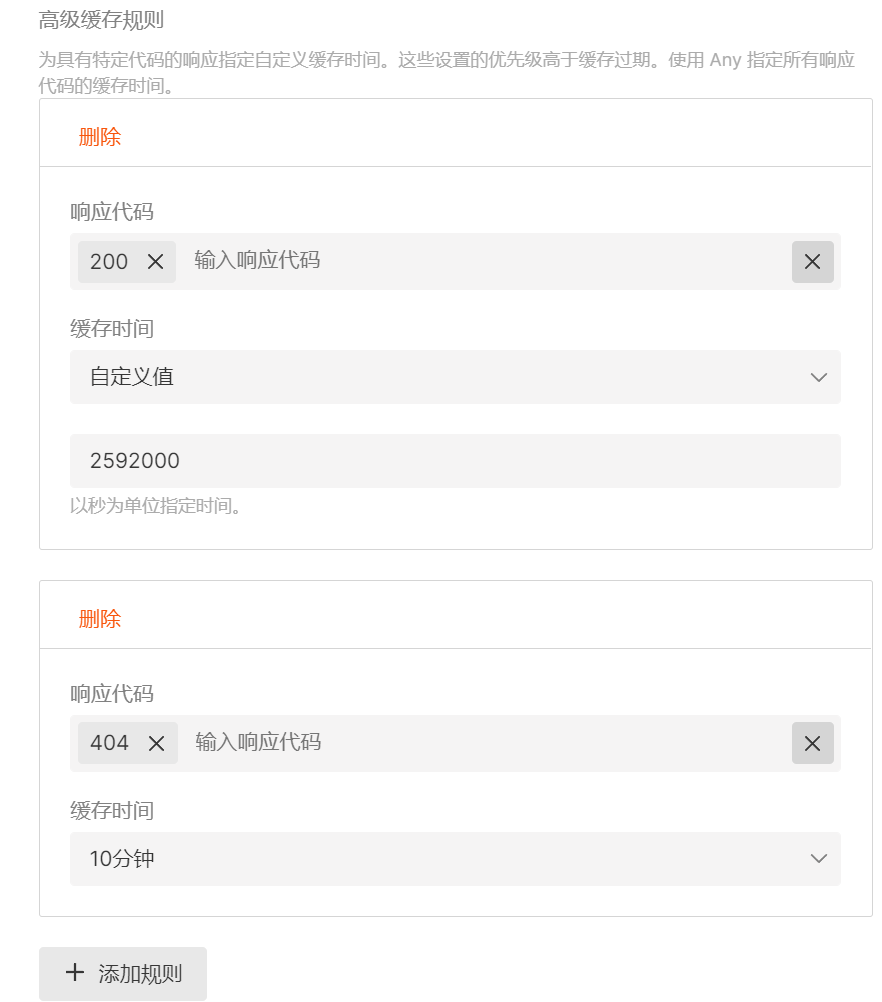 高级缓存规则
为具有特定代码的响应指定自定义缓存时间。这些设置的优先级高于缓存过期。使用 Any 指定所有响应
代码的缓存时间。
删除
响应代码
200 输入响应代码
缓存时间
自定义值
2592000
以秒为单位指定时间。
删除
响应代码
404 输入响应代码
缓存时间
10分钟
添加规则